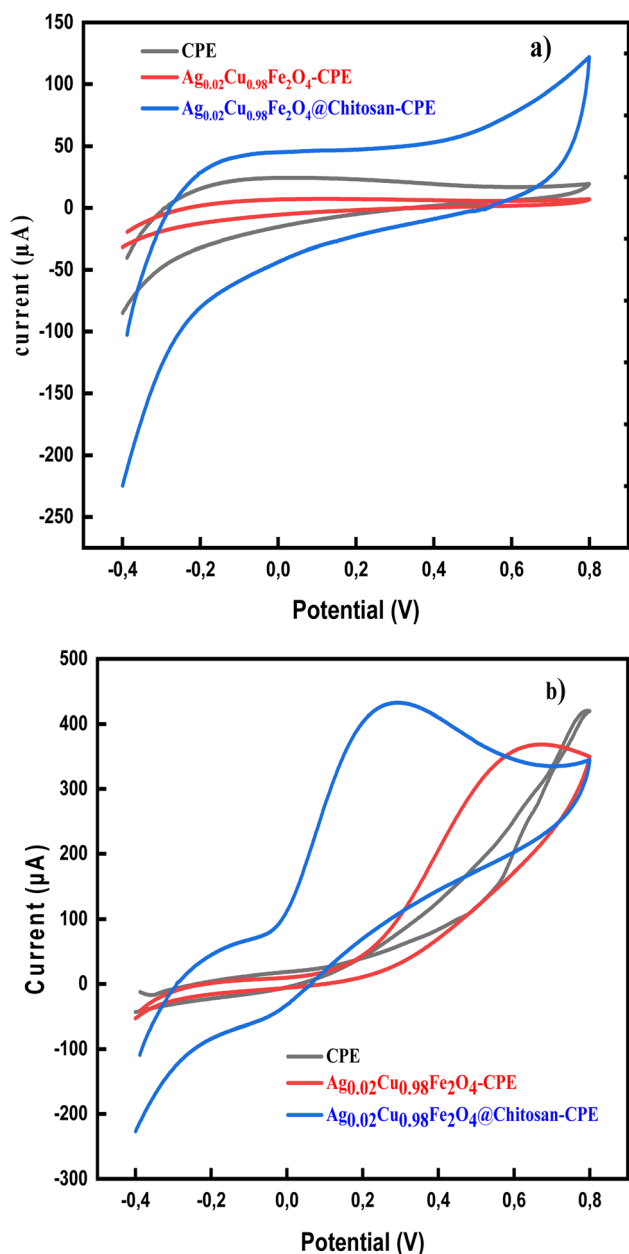 a)
CPE
Ag0.02Cu0.98Fe2O4-CPE
Ag0.02Cu0.98Fe2O4@Chitosan-CPE
150
100
50
0
-50
-100
-150
-200
-250
current (µA)
-0,4 -0,2 0,0 0,2 0,4 0,6 0,8
Potential (V)
b)
500
400
300
200
100
0
-100
-200
-300
Current (µA)
CPE
Ag0.02Cu0.98Fe2O4-CPE
Ag0.02Cu0.98Fe2O4@Chitosan-CPE
-0,4 -0,2 0,0 0,2 0,4 0,6 0,8
Potential (V)